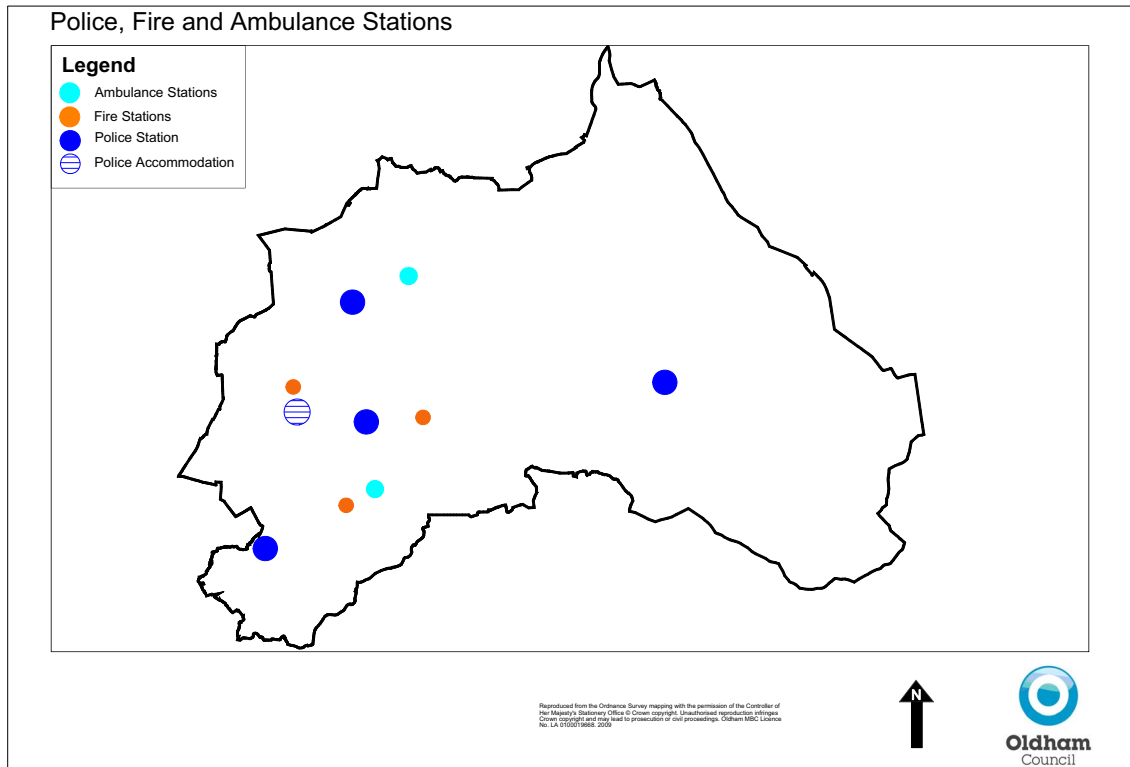 Police, Fire and Ambulance Stations
Legend
Ambulance Stations
Fire Stations
Police Station
Police Accommodation
Reproduced from the Ordnance Survey mapping with the permission of the Controller of
Her Majesty's Stationery Office © Crown copyright. Unauthorised reproduction infringes
Crown copyright and may lead to prosecution or civil proceedings. Oldham MBC Licence
No. LA 0100019668. 2009
N
Oldham
Council